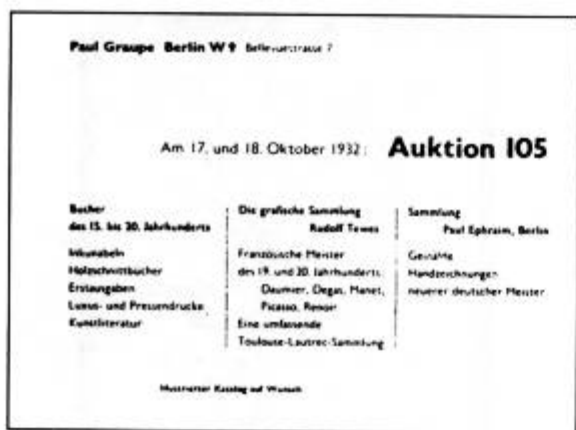 Paul Graupe Berlin W 9 Bellevuestrasse 7
Am 17. und 18. Oktober 1932: Auktion 105
Bücher
des 15. bis 20. Jahrhunderts
Inkunabeln
Holzschnittbücher
Erstausgaben
Luxus- und Pressendrucke
Kunstliteratur
Die grafische Sammlung
Rudolf Tewes
Französische Meister
des 19. und 20. Jahrhunderts
Daumier, Degas, Manet,
Picasso, Renoir
Eine umfassende
Toulouse-Lautrec-Sammlung
Sammlung
Paul Ephraim, Berlin
Gemälde
Handzeichnungen
neuerer deutscher Meister
Illustrierter Katalog auf Wunsch